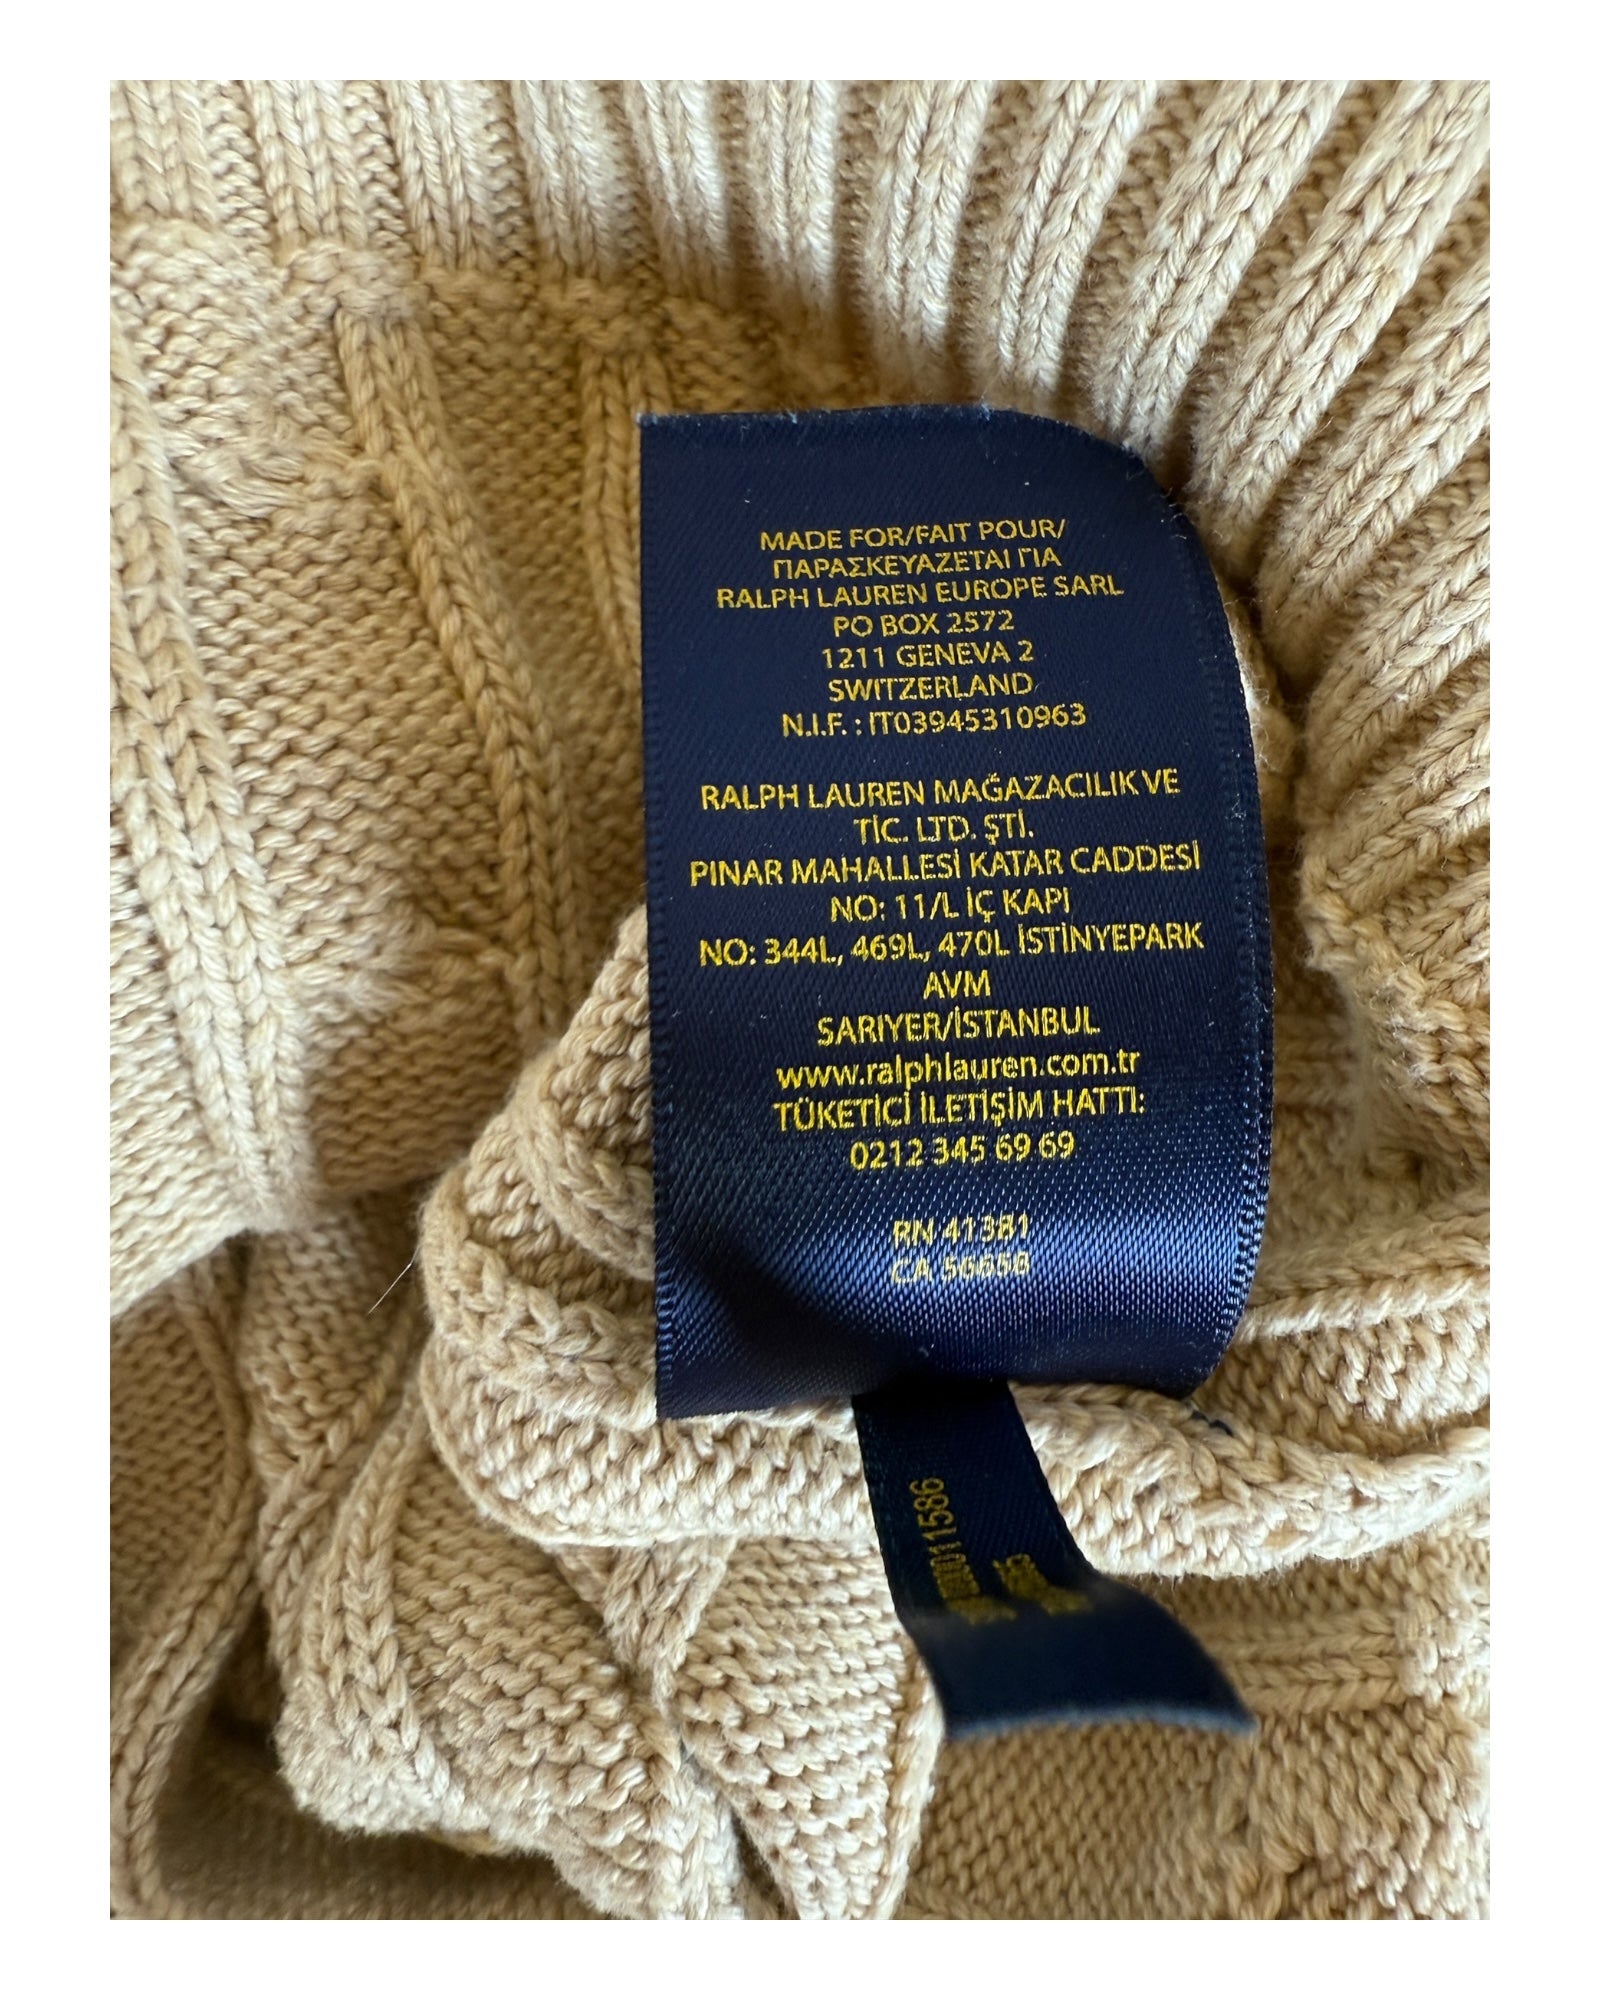 MADE FOR/FAIT POUR/
ΠΑΡΑΣΚΕΥΑΖΕΤΑΙ ΓΙΑ
RALPH LAUREN EUROPE SARL
PO BOX 2572
1211 GENEVA 2
SWITZERLAND
N.I.F. : IT03945310963
RALPH LAUREN MAĞAZACILIK VE
TİC. LTD. ŞTİ.
PINAR MAHALLESİ KATAR CADDESİ
NO: 11/L İÇ KAPI
NO: 344L, 469L, 470L İSTİNYEPARK
AVM
SARIYER/İSTANBUL
www.ralphlauren.com.tr
TÜKETİCİ İLETİŞİM HATTI:
0212 345 69 69
RN 41381
CA 56658